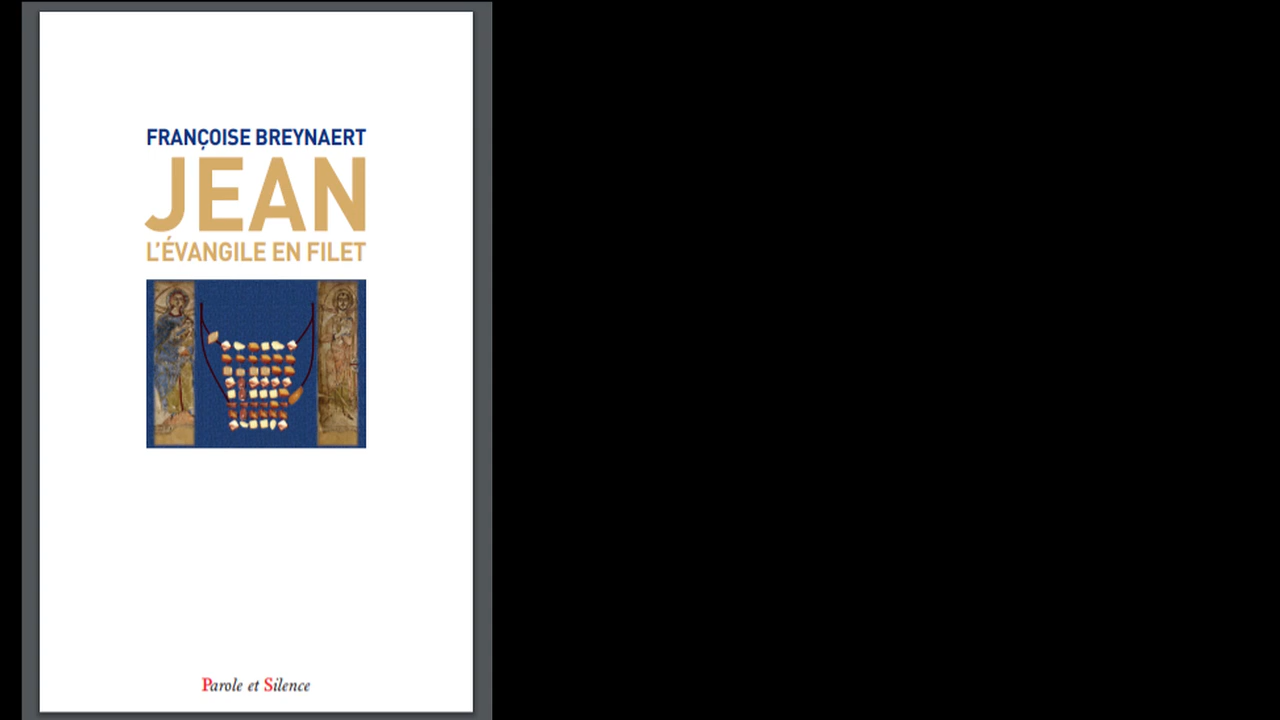 FRANÇOISE BREYNAERT
JEAN
L'ÉVANGILE EN FILET
Parole et Silence